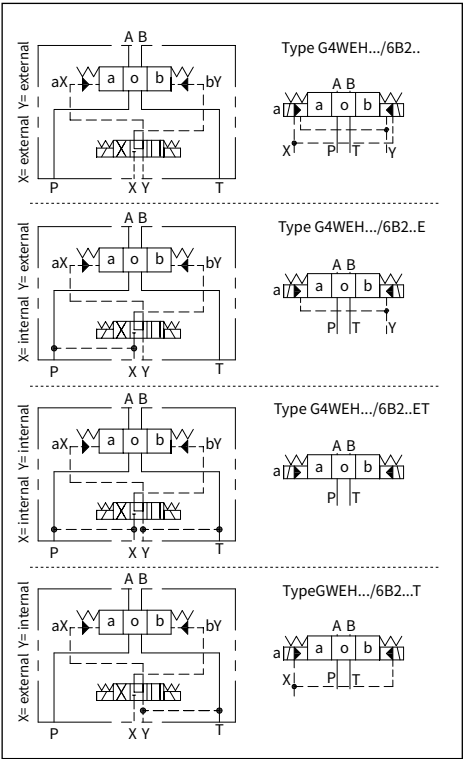 A B
aX a o b bY
X= external Y= external
P X Y T
Type G4WEH.../6B2..
A B
a a o b
X P T Y
A B
aX a o b bY
X= internal Y= external
P X Y T
Type G4WEH.../6B2..E
A B
a a o b
P T Y
A B
aX a o b bY
X= internal Y= internal
P X Y T
Type G4WEH.../6B2..ET
A B
a a o b
P T
A B
aX a o b bY
X= external Y= internal
P X Y T
TypeGWEH.../6B2...T
A B
a a o b
X P T